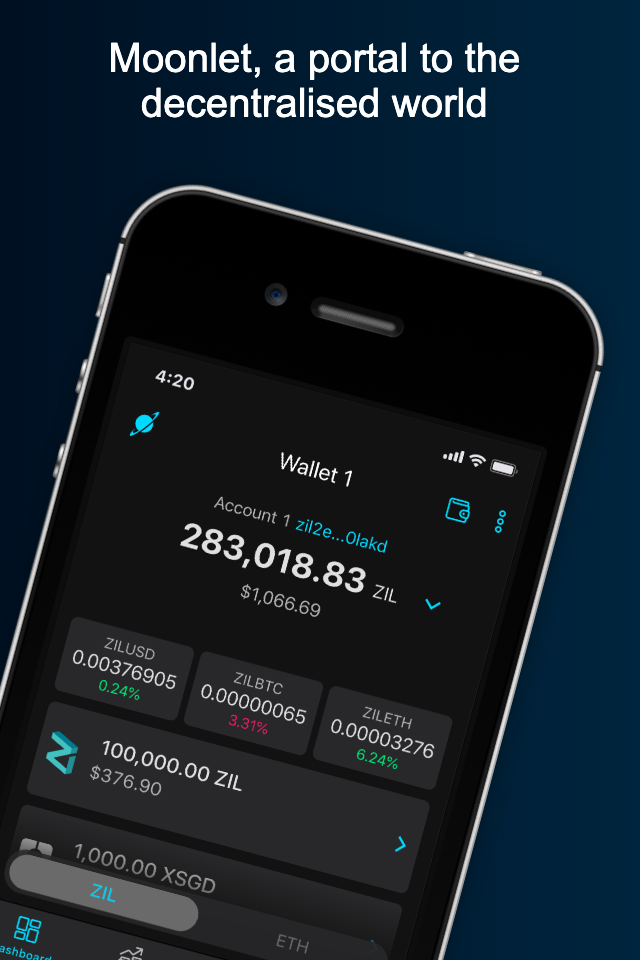 Moonlet, a portal to the
decentralised world
4:20
Wallet 1
Account 1 zil2e...0lakd
283,018.83 ZIL
$1,066.69
ZILUSD
0.00376905
0.24%
ZILBTC
0.00000065
3.31%
ZILETH
0.00003276
6.24%
100,000.00 ZIL
$376.90
1,000.00 XSGD
ZIL
ETH
ashboard